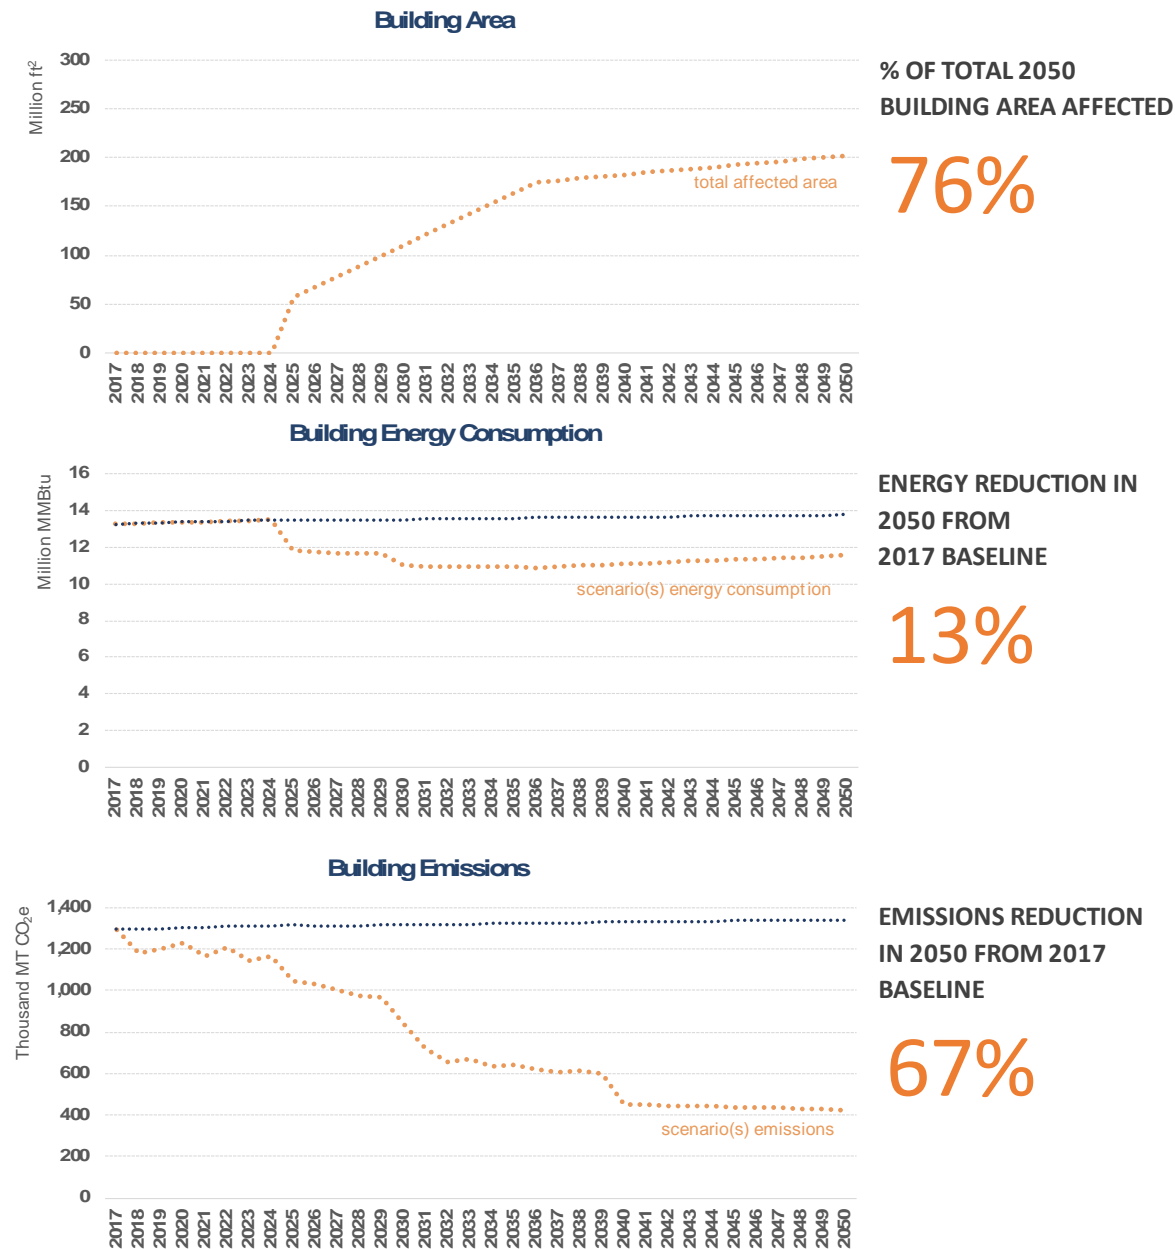 Building Area
Million ft²
300
250
200
150
100
50
0
total affected area
2017 2018 2019 2020 2021 2022 2023 2024 2025 2026 2027 2028 2029 2030 2031 2032 2033 2034 2035 2036 2037 2038 2039 2040 2041 2042 2043 2044 2045 2046 2047 2048 2049 2050
% OF TOTAL 2050
BUILDING AREA AFFECTED
76%
Building Energy Consumption
Million MMBtu
16
14
12
10
8
6
4
2
0
scenario(s) energy consumption
2017 2018 2019 2020 2021 2022 2023 2024 2025 2026 2027 2028 2029 2030 2031 2032 2033 2034 2035 2036 2037 2038 2039 2040 2041 2042 2043 2044 2045 2046 2047 2048 2049 2050
ENERGY REDUCTION IN
2050 FROM
2017 BASELINE
13%
Building Emissions
Thousand MT CO₂e
1,400
1,200
1,000
800
600
400
200
0
scenario(s) emissions
2017 2018 2019 2020 2021 2022 2023 2024 2025 2026 2027 2028 2029 2030 2031 2032 2033 2034 2035 2036 2037 2038 2039 2040 2041 2042 2043 2044 2045 2046 2047 2048 2049 2050
EMISSIONS REDUCTION
IN 2050 FROM 2017
BASELINE
67%